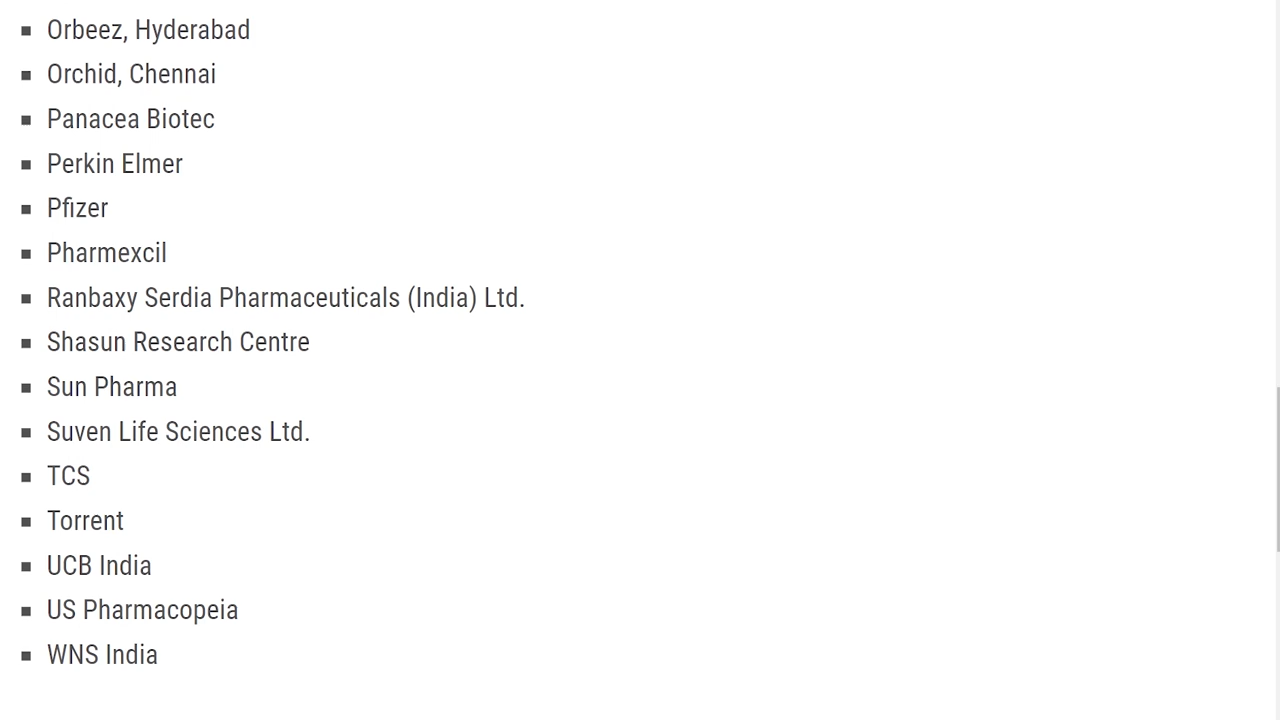 ▪ Orbeez, Hyderabad
▪ Orchid, Chennai
▪ Panacea Biotec
▪ Perkin Elmer
▪ Pfizer
▪ Pharmexcil
▪ Ranbaxy Serdia Pharmaceuticals (India) Ltd.
▪ Shasun Research Centre
▪ Sun Pharma
▪ Suven Life Sciences Ltd.
▪ TCS
▪ Torrent
▪ UCB India
▪ US Pharmacopeia
▪ WNS India